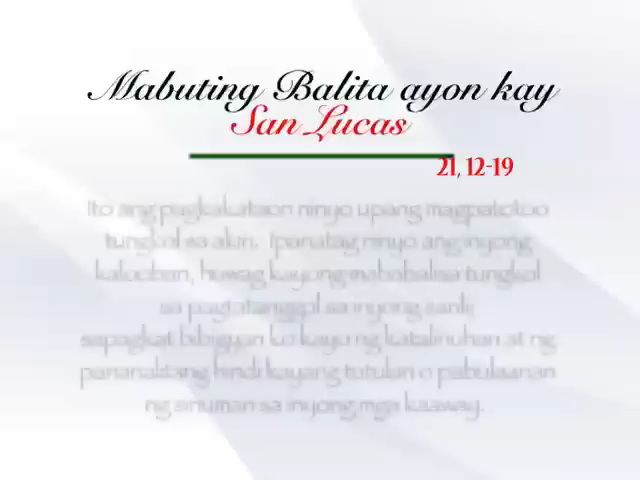 Mabuting Balita ayon kay
San Lucas
21, 12-19
Ito ang pagkakataon ninyo upang magpatotoo
tungkol sa akin. Ipanatag ninyo ang inyong
kalooban, huwag kayong mababalisa tungkol
sa pagtatanggol sa inyong sarili
sapagkat bibigyan ko kayo ng katalinuhan at ng
pananalitang hindi kayang tutulan o pabulaanan
ng sinuman sa inyong mga kaaway.